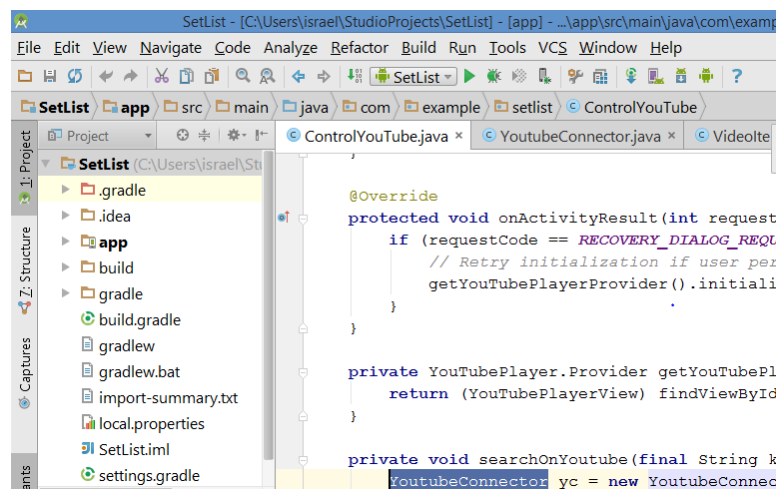 SetList - [C:\Users\israel\StudioProjects\SetList] - [app] - ...\app\src\main\java\com\examp
File Edit View Navigate Code Analyze Refactor Build Run Tools VCS Window Help
SetList
SetList app src main java com example setlist ControlYouTube
1: Project
Project
ControlYouTube.java × YoutubeConnector.java × VideoIte
SetList (C:\Users\israel\Stu
.gradle
.idea
app
build
gradle
build.gradle
gradlew
gradlew.bat
import-summary.txt
local.properties
SetList.iml
settings.gradle
Z: Structure
Captures
ants
}
@Override
protected void onActivityResult(int request
if (requestCode == RECOVERY_DIALOG_REQU
// Retry initialization if user per
getYouTubePlayerProvider().initiali
}
}
private YouTubePlayer.Provider getYouTubePl
return (YouTubePlayerView) findViewById
}
private void searchOnYoutube(final String k
YoutubeConnector yc = new YoutubeConnec